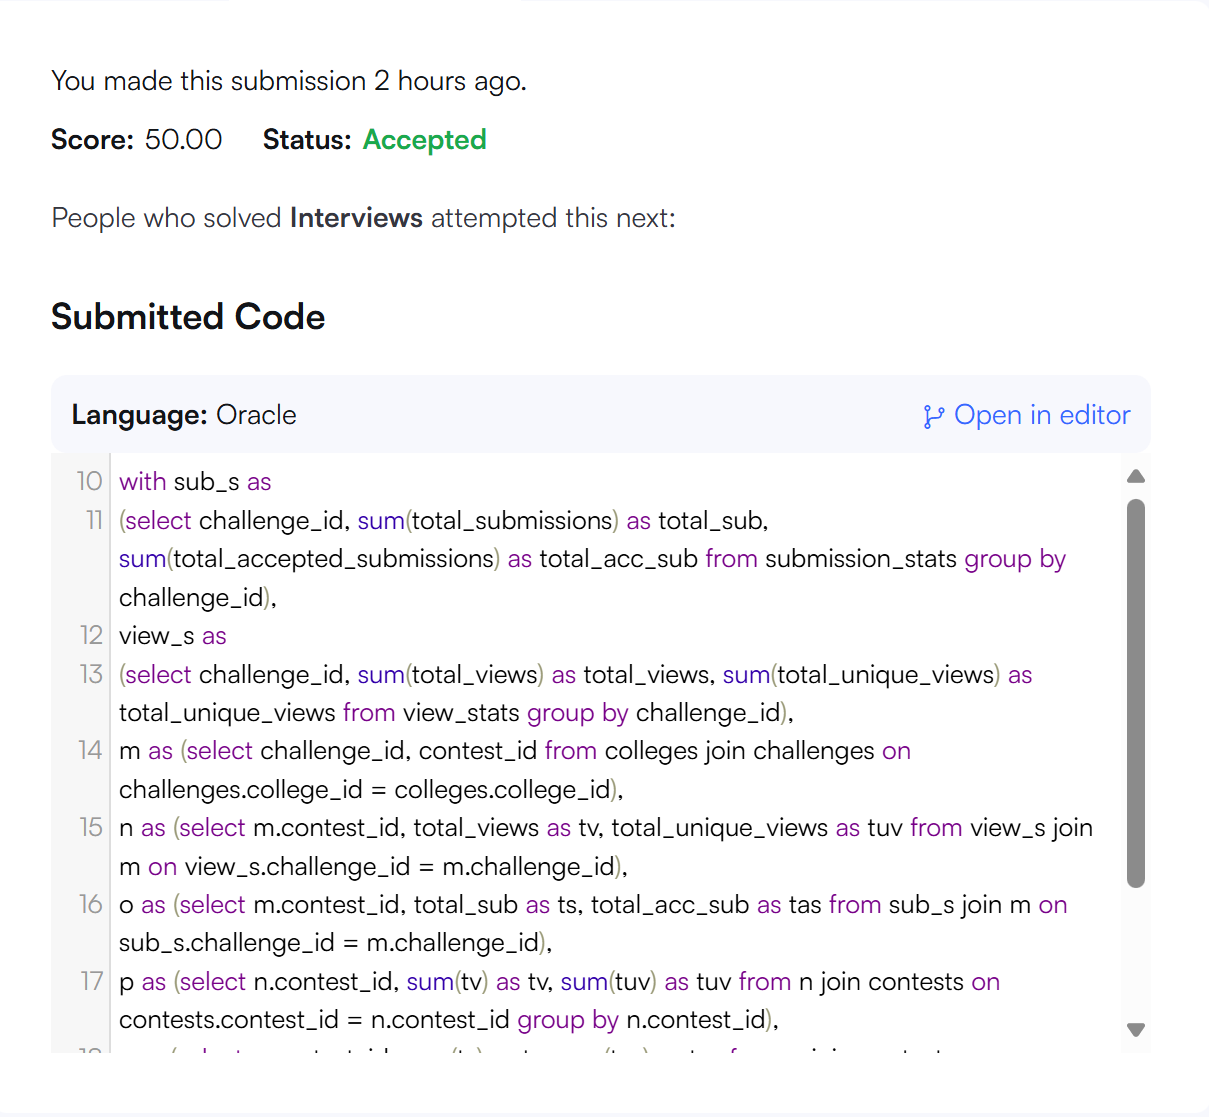 You made this submission 2 hours ago.
Score: 50.00 Status: Accepted
People who solved Interviews attempted this next:
Submitted Code
Language: Oracle Open in editor
10 with sub_s as
11 (select challenge_id, sum(total_submissions) as total_sub,
sum(total_accepted_submissions) as total_acc_sub from submission_stats group by
challenge_id),
12 view_s as
13 (select challenge_id, sum(total_views) as total_views, sum(total_unique_views) as
total_unique_views from view_stats group by challenge_id),
14 m as (select challenge_id, contest_id from colleges join challenges on
challenges.college_id = colleges.college_id),
15 n as (select m.contest_id, total_views as tv, total_unique_views as tuv from view_s join
m on view_s.challenge_id = m.challenge_id),
16 o as (select m.contest_id, total_sub as ts, total_acc_sub as tas from sub_s join m on
sub_s.challenge_id = m.challenge_id),
17 p as (select n.contest_id, sum(tv) as tv, sum(tuv) as tuv from n join contests on
contests.contest_id = n.contest_id group by n.contest_id),